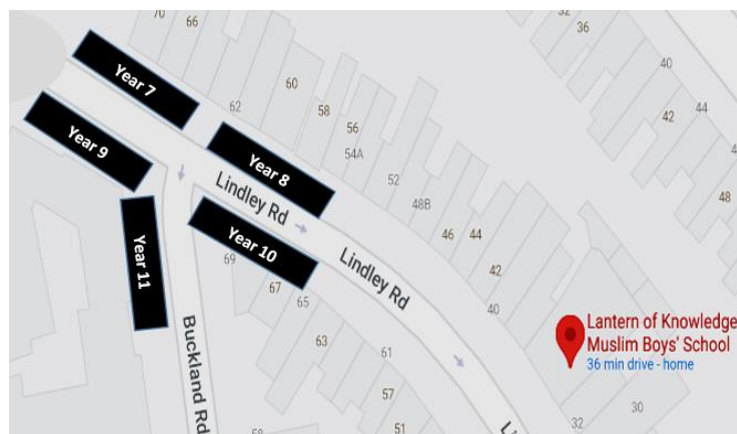 70
66
32
36
Year 7
60
40
62
58
44
42
Year 9
56
54A
Year 8
52
48
Lindley Rd
48B
46
44
Year 10
69
Year 11
Lindley Rd
42
67
65
40
Buckland Rd
63
61
Lantern of Knowledge
Muslim Boys' School
36 min drive - home
57
30
51
32